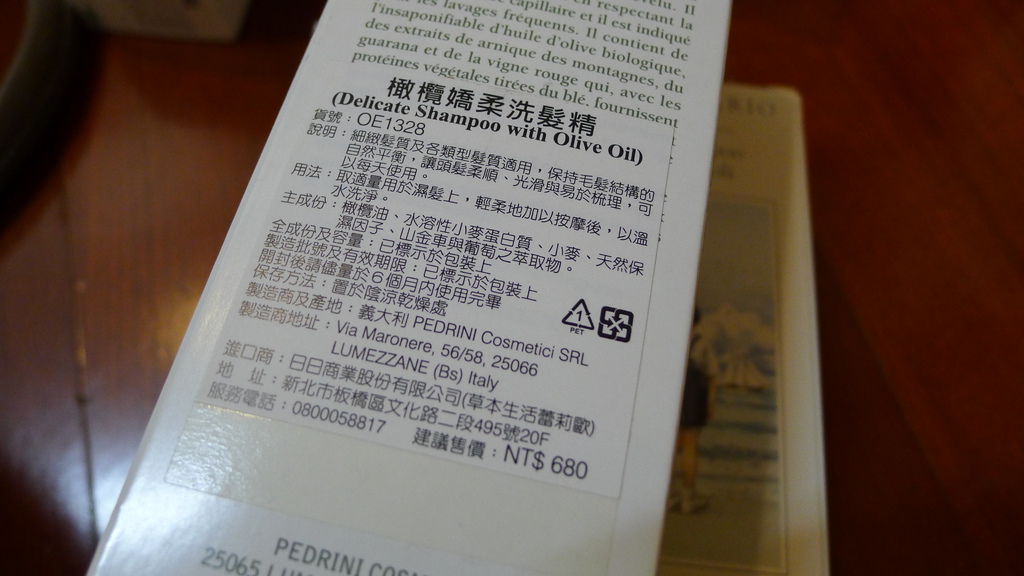 respectant la
les lavages fréquents. Il est indiqué
l'insaponifiable d'huile d'olive biologique,
des extraits de arnique des montagnes, du
guarana et de la vigne rouge qui, avec les
protéines végétales tirées du blé, fournissent
橄欖嬌柔洗髮精
(Delicate Shampoo with Olive Oil)
貨號：OE1328
說明：細緻髮質及各類型髮質適用，保持毛髮結構的
自然平衡，讓頭髮柔順、光滑與易於梳理，可
以每天使用。
用法：取適量用於濕髮上，輕柔地加以按摩後，以溫
水洗淨。
主成份：橄欖油、水溶性小麥蛋白質、小麥、天然保
濕因子、山金車與葡萄之萃取物。
全成份及容量：已標示於包裝上
製造批號及有效期限：已標示於包裝上
開封後請儘量於6個月內使用完畢
保存方法：置於陰涼乾燥處
製造商及產地：義大利 PEDRINI Cosmetici SRL
製造商地址：Via Maronere, 56/58, 25066
LUMEZZANE (Bs) Italy
進口商：日日商業股份有限公司(草本生活蕾莉歐)
地 址：新北市板橋區文化路二段495號20F
服務電話：0800058817 建議售價：NT$ 680
1
PET
PEDRINI COSM
25065 LUM